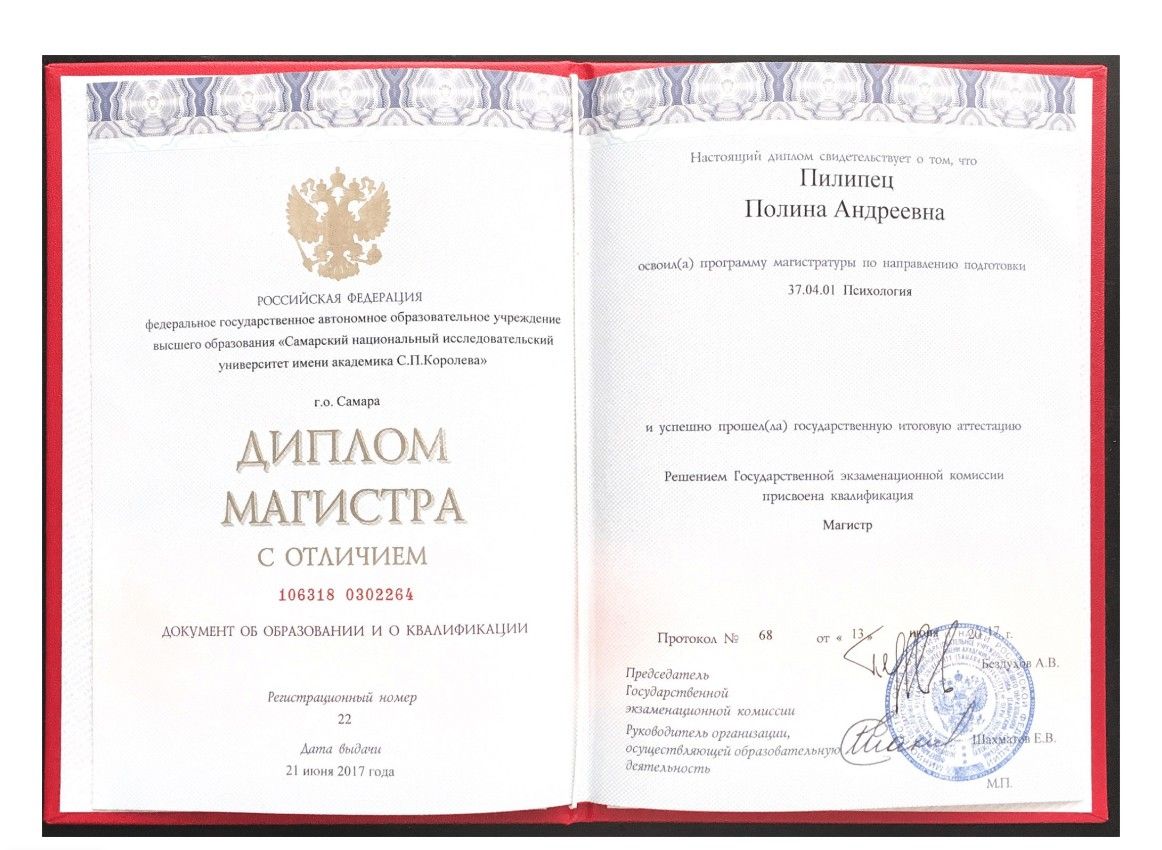 РОССИЙСКАЯ ФЕДЕРАЦИЯ
федеральное государственное автономное образовательное учреждение
высшего образования «Самарский национальный исследовательский
университет имени академика С.П.Королева»
г.о. Самара
ДИПЛОМ
МАГИСТРА
С ОТЛИЧИЕМ
106318 0302264
ДОКУМЕНТ ОБ ОБРАЗОВАНИИ И О КВАЛИФИКАЦИИ
Регистрационный номер
22
Дата выдачи
21 июня 2017 года
Настоящий диплом свидетельствует о том, что
Пилипец
Полина Андреевна
освоил(а) программу магистратуры по направлению подготовки
37.04.01 Психология
и успешно прошел(ла) государственную итоговую аттестацию
Решением Государственной экзаменационной комиссии
присвоена квалификация
Магистр
Протокол № 68 от « 13 » июня 20 17 г.
Председатель
Государственной
экзаменационной комиссии
Бездухов А.В.
Руководитель организации,
осуществляющей образовательную
деятельность
Шахматов Е.В.
М.П.